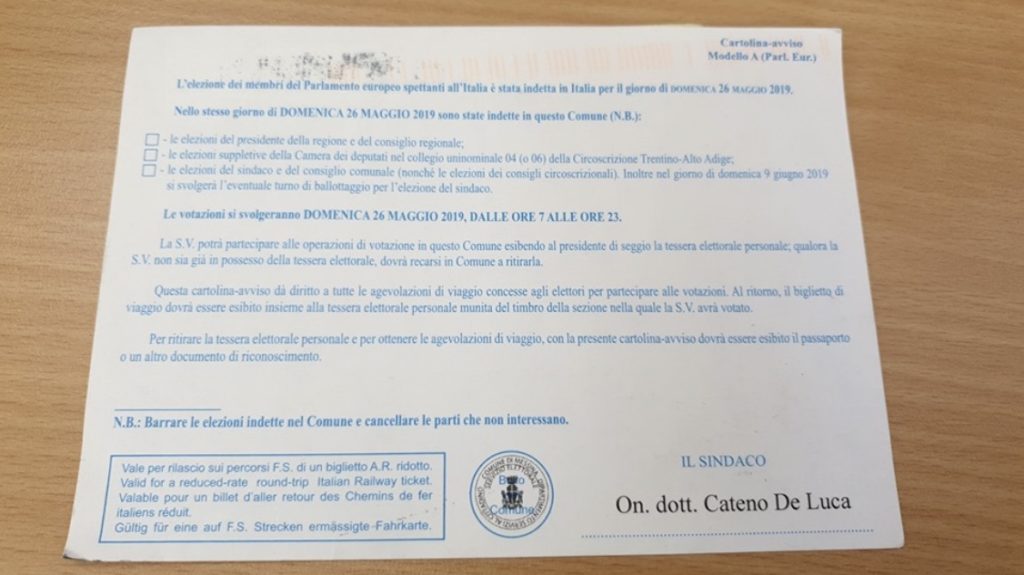 Cartolina-avviso
Modello A (Parl. Eur.)
L'elezione dei membri del Parlamento europeo spettanti all'Italia è stata indetta in Italia per il giorno di DOMENICA 26 MAGGIO 2019.
Nello stesso giorno di DOMENICA 26 MAGGIO 2019 sono state indette in questo Comune (N.B.):
- le elezioni del presidente della regione e del consiglio regionale;
- le elezioni suppletive della Camera dei deputati nel collegio uninominale 04 (o 06) della Circoscrizione Trentino-Alto Adige;
- le elezioni del sindaco e del consiglio comunale (nonché le elezioni dei consigli circoscrizionali). Inoltre nel giorno di domenica 9 giugno 2019
si svolgerà l'eventuale turno di ballottaggio per l'elezione del sindaco.
Le votazioni si svolgeranno DOMENICA 26 MAGGIO 2019, DALLE ORE 7 ALLE ORE 23.
La S.V. potrà partecipare alle operazioni di votazione in questo Comune esibendo al presidente di seggio la tessera elettorale personale; qualora la
S.V. non sia già in possesso della tessera elettorale, dovrà recarsi in Comune a ritirarla.
Questa cartolina-avviso dà diritto a tutte le agevolazioni di viaggio concesse agli elettori per partecipare alle votazioni. Al ritorno, il biglietto di
viaggio dovrà essere esibito insieme alla tessera elettorale personale munita del timbro della sezione nella quale la S.V. avrà votato.
Per ritirare la tessera elettorale personale e per ottenere le agevolazioni di viaggio, con la presente cartolina-avviso dovrà essere esibito il passaporto
o un altro documento di riconoscimento.
N.B.: Barrare le elezioni indette nel Comune e cancellare le parti che non interessano.
Vale per rilascio sui percorsi F.S. di un biglietto A.R. ridotto.
Valid for a reduced-rate round-trip Italian Railway ticket.
Valable pour un billet d'aller retour des Chemins de fer
italiens réduit.
Gültig für eine auf F.S. Strecken ermässigte Fahrkarte.
COMUNE DI MESSINA DIPARTIMENTO SERVIZI AL CITTADINO
SERVIZIO ELETTORALE
Bollo
Comune
IL SINDACO
On. dott. Cateno De Luca